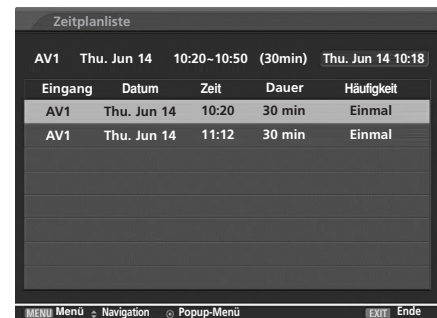 Zeitplanliste
AV1 Thu. Jun 14 10:20~10:50 (30min) Thu. Jun 14 10:18
Eingang Datum Zeit Dauer Häufigkeit
AV1 Thu. Jun 14 10:20 30 min Einmal
AV1 Thu. Jun 14 11:12 30 min Einmal
MENU Menü Navigation Popup-Menü EXIT Ende